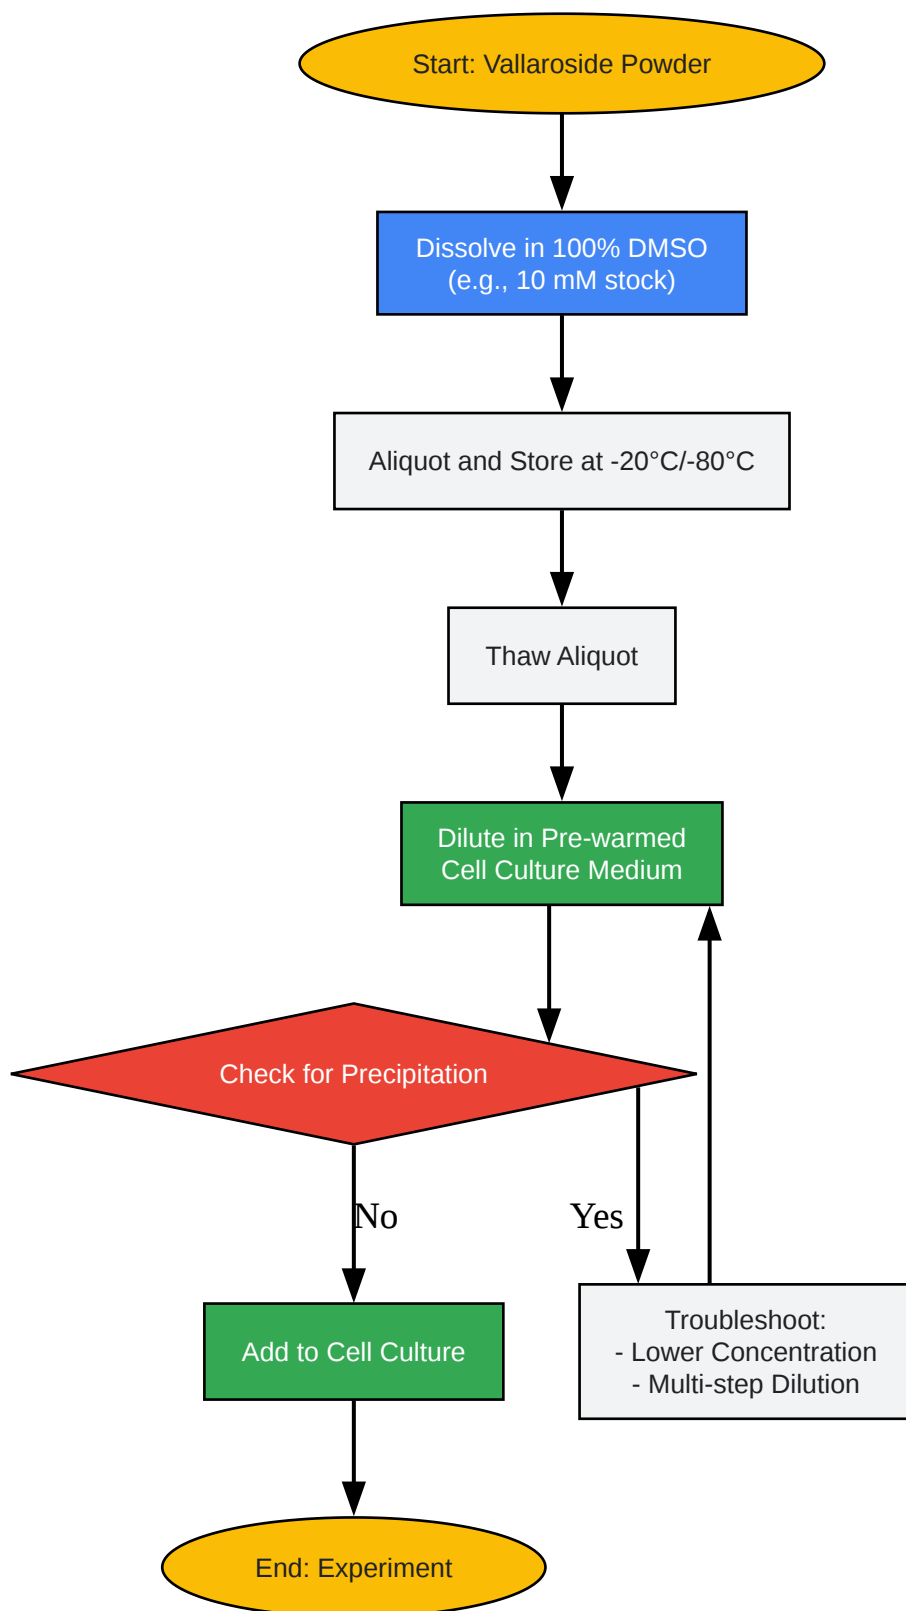 Start: Vallaroside Powder
Dissolve in 100% DMSO
(e.g., 10 mM stock)
Aliquot and Store at -20°C/-80°C
Thaw Aliquot
Dilute in Pre-warmed
Cell Culture Medium
Check for Precipitation
No
Yes
Troubleshoot:
- Lower Concentration
- Multi-step Dilution
Add to Cell Culture
End: Experiment